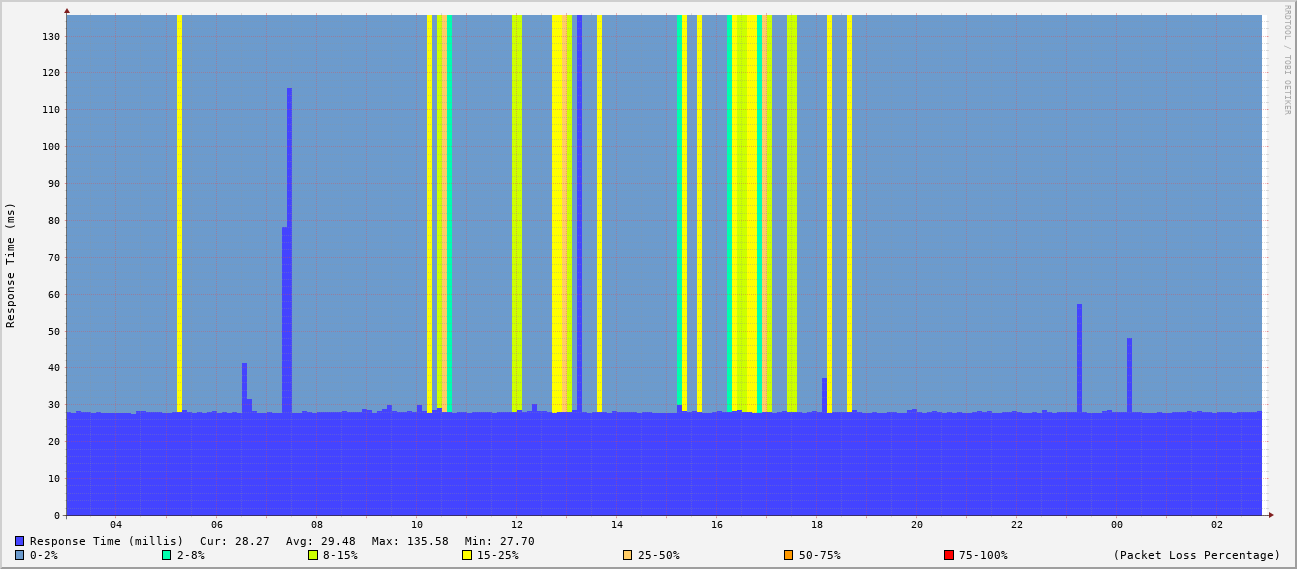 RRDTOOL / TOBI OETIKER
Response Time (ms)
130
120
110
100
90
80
70
60
50
40
30
20
10
0
04 06 08 10 12 14 16 18 20 22 00 02
Response Time (millis) Cur: 28.27 Avg: 29.48 Max: 135.58 Min: 27.70
0-2% 2-8% 8-15% 15-25% 25-50% 50-75% 75-100% (Packet Loss Percentage)